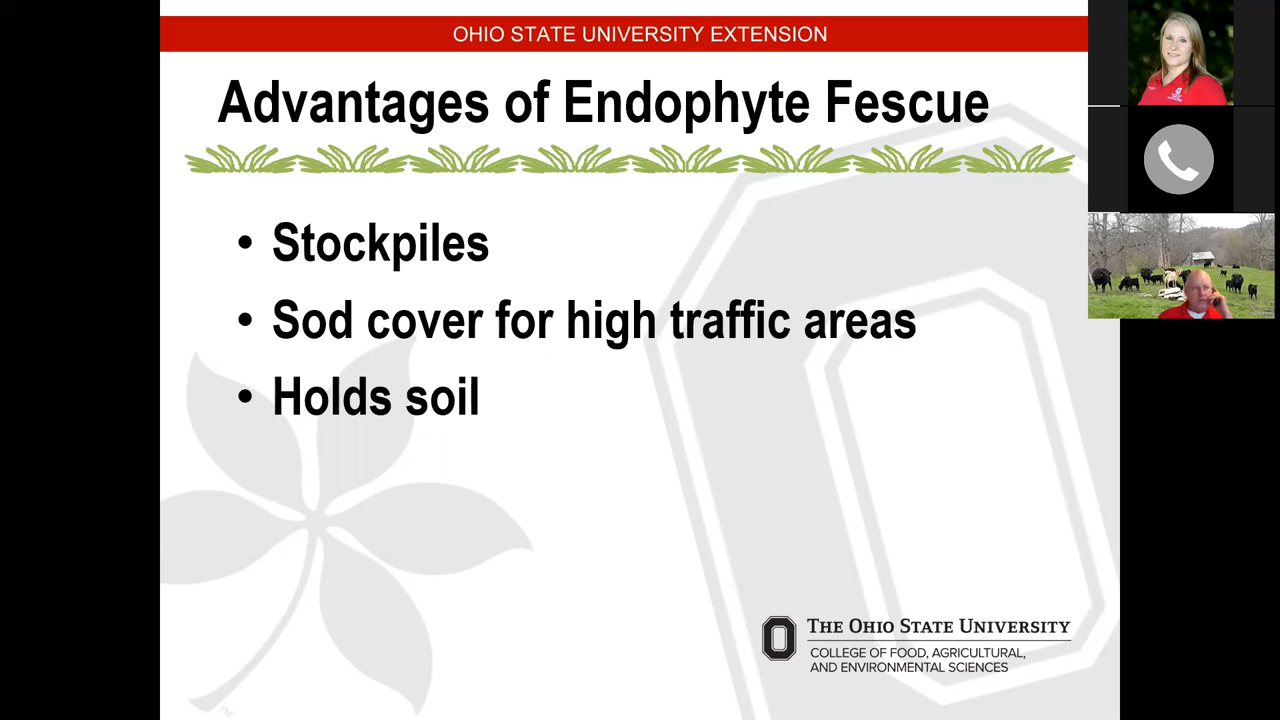 OHIO STATE UNIVERSITY EXTENSION
Advantages of Endophyte Fescue
• Stockpiles
• Sod cover for high traffic areas
• Holds soil
THE OHIO STATE UNIVERSITY
COLLEGE OF FOOD, AGRICULTURAL,
AND ENVIRONMENTAL SCIENCES
TM